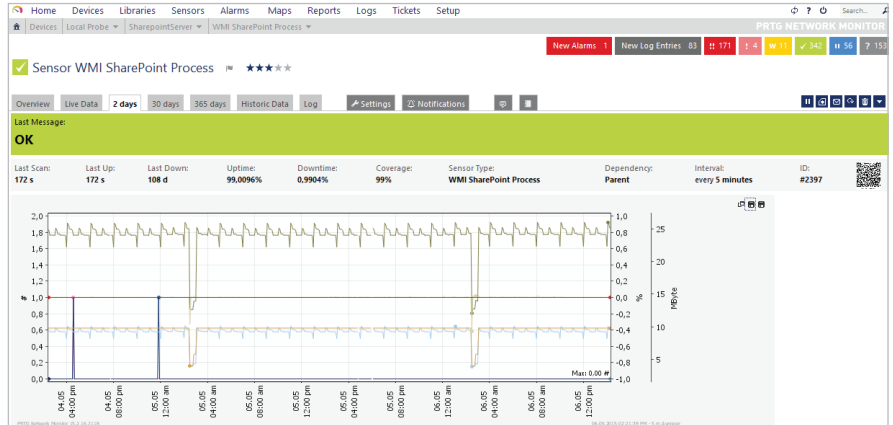 Home Devices Libraries Sensors Alarms Maps Reports Logs Tickets Setup ? Search...
Devices Local Probe SharepointServer WMI SharePoint Process PRTG NETWORK MONITOR
New Alarms 1 New Log Entries 83 !! 171 ! 4 W 11 342 II 56 ? 153
Sensor WMI SharePoint Process
Overview Live Data 2 days 30 days 365 days Historic Data Log Settings Notifications
Last Message:
OK
Last Scan: Last Up: Last Down: Uptime: Downtime: Coverage: Sensor Type: Dependency: Interval: ID:
172 s 172 s 108 d 99,0096% 0,9904% 99% WMI SharePoint Process Parent every 5 minutes #2397
2,0 1,0
1,8 0,8 25
1,6 0,6
1,4 0,4 20
1,2 0,2
# 1,0 0,0 % 15 MByte
0,8 -0,2
0,6 -0,4 10
0,4 -0,6
0,2 -0,8 5
Max: 0.00 #
0,0 -1,0
04.05 04:00 pm
04.05 08:00 pm
05.05 12:00 am
05.05 04:00 am
05.05 08:00 am
05.05 12:00 pm
05.05 04:00 pm
05.05 08:00 pm
06.05 12:00 am
06.05 04:00 am
06.05 08:00 am
06.05 12:00 pm